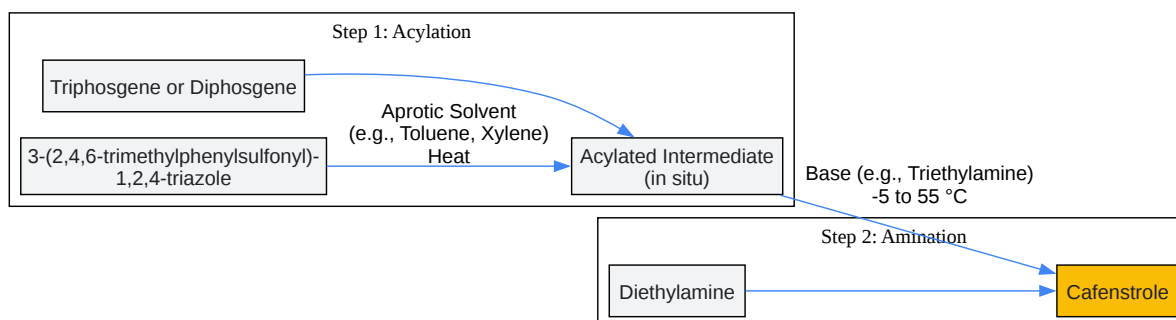 Step 1: Acylation
Triphosgene or Diphosgene
Aprotic Solvent
(e.g., Toluene, Xylene)
Heat
3-(2,4,6-trimethylphenylsulfonyl)-
1,2,4-triazole
Acylated Intermediate
(in situ)
Base (e.g., Triethylamine)
-5 to 55 °C
Step 2: Amination
Diethylamine
Cafenstrole